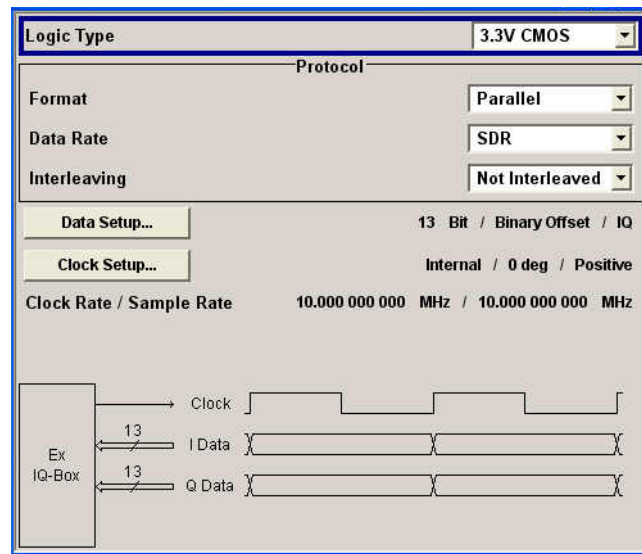 Logic Type 3.3V CMOS
Protocol
Format Parallel
Data Rate SDR
Interleaving Not Interleaved
Data Setup... 13 Bit / Binary Offset / IQ
Clock Setup... Internal / 0 deg / Positive
Clock Rate / Sample Rate 10.000 000 000 MHz / 10.000 000 000 MHz
Clock
13
I Data
Ex
IQ-Box
13
Q Data